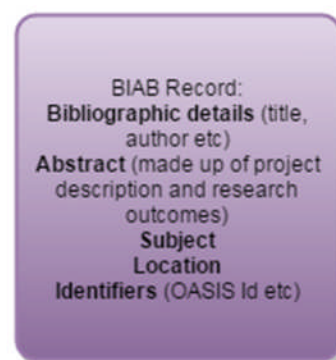 BIAB Record:
Bibliographic details (title,
author etc)
Abstract (made up of project
description and research
outcomes)
Subject
Location
Identifiers (OASIS Id etc)